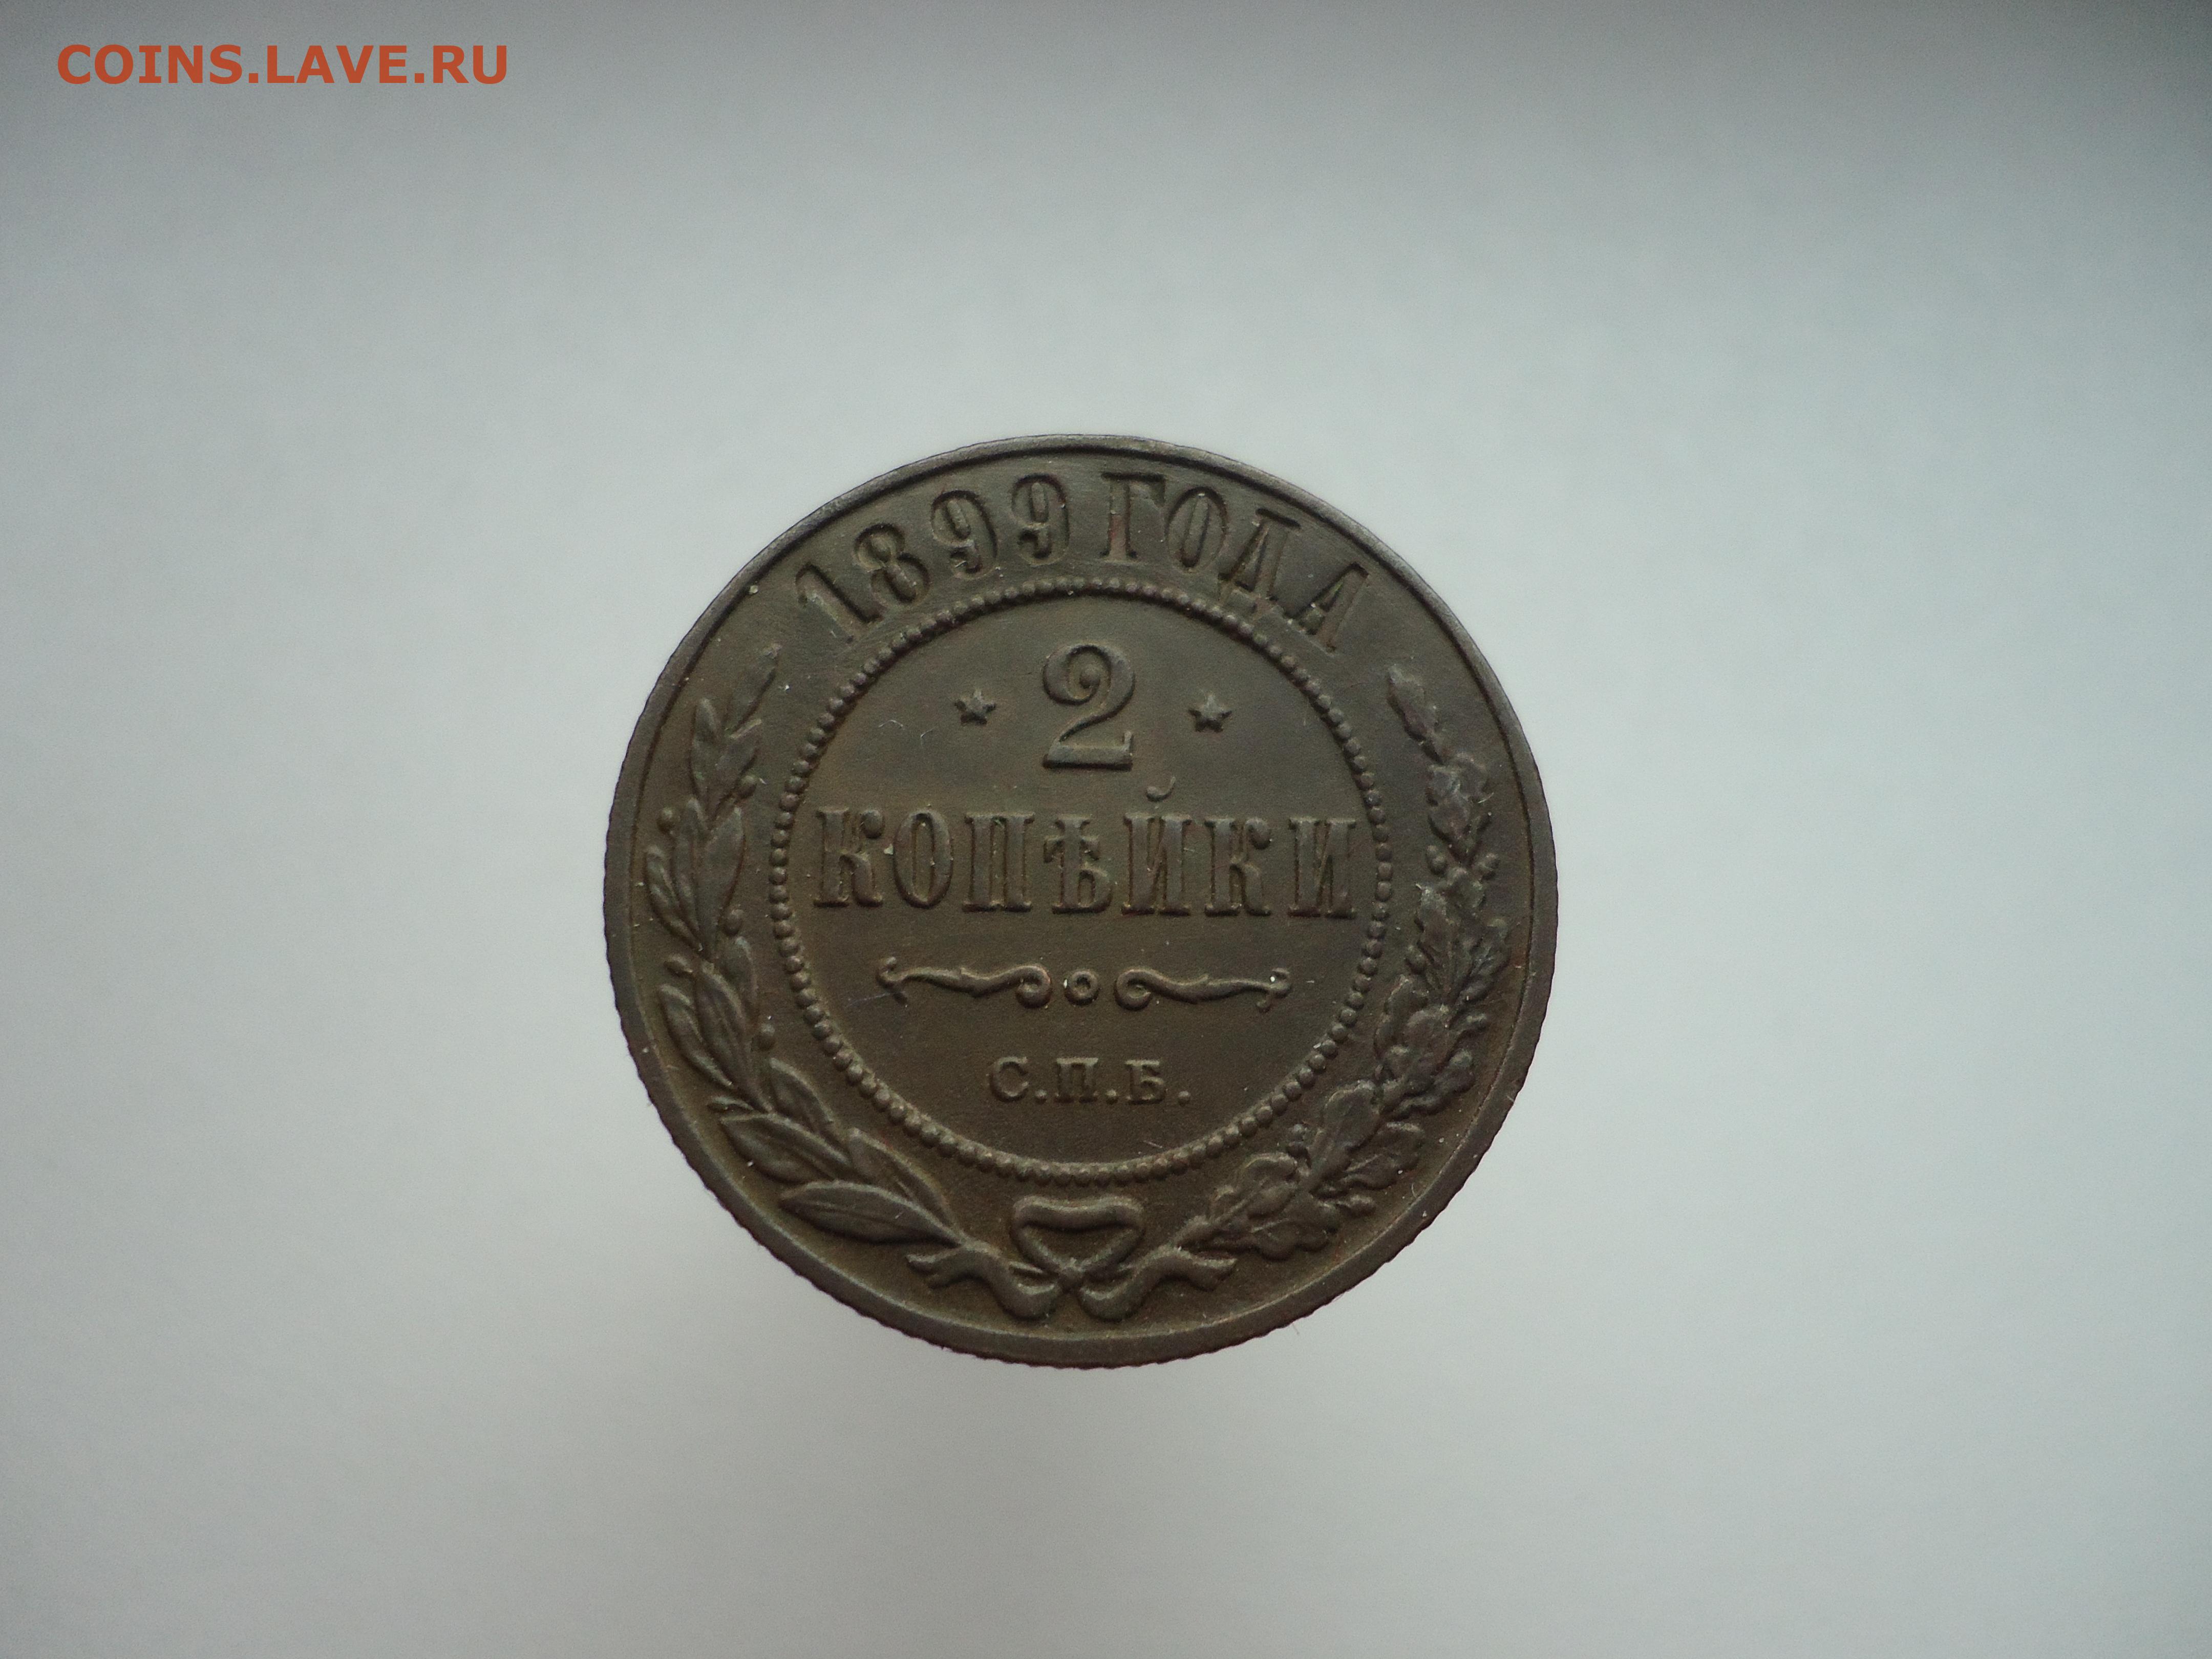 COINS.LAVE.RU
1899 ГОДА
2
КОПѢЙКИ
С.П.Б.